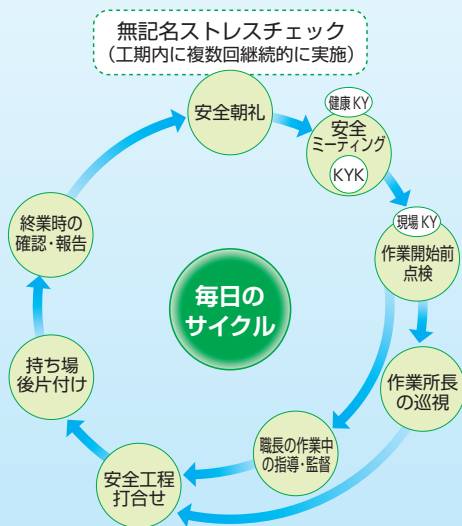 無記名ストレスチェック
（工期内に複数回継続的に実施）
安全朝礼
健康KY
安全
ミーティング
KYK
現場KY
作業開始前
点検
作業所長
の巡視
職長の作業中
の指導・監督
安全工程
打合せ
持ち場
後片付け
終業時の
確認・報告
毎日の
サイクル